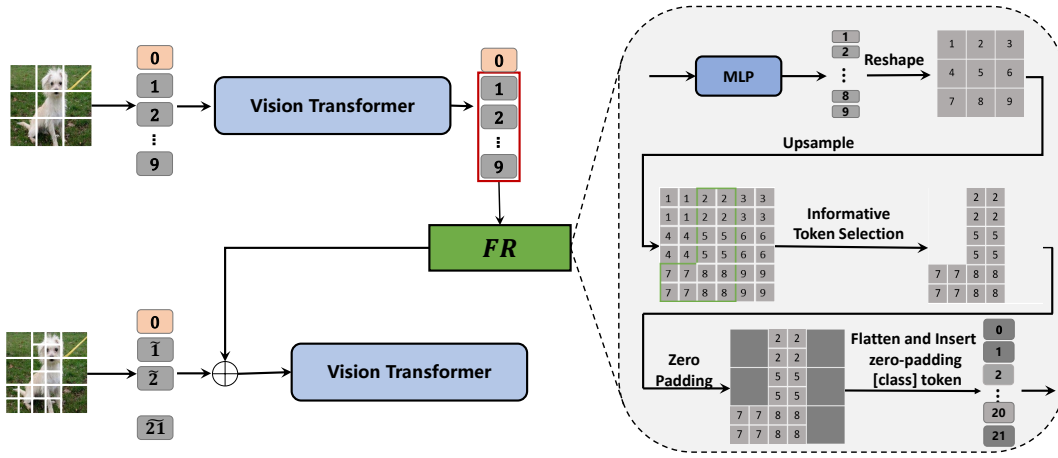 0
1
2
⋮
9
Vision Transformer
0
1
2
⋮
9
FR
0
1̃
2̃
2̃1̃
Vision Transformer
MLP
1
2
⋮
8
9
Reshape
1 2 3
4 5 6
7 8 9
Upsample
1 1 2 2 3 3
1 1 2 2 3 3
4 4 5 5 6 6
4 4 5 5 6 6
7 7 8 8 9 9
7 7 8 8 9 9
Informative
Token Selection
2 2
2 2
5 5
5 5
7 7 8 8
7 7 8 8
Zero
Padding
2 2
2 2
5 5
5 5
7 7 8 8
7 7 8 8
Flatten and Insert
zero-padding
[class] token
0
1
2
⋮
20
21